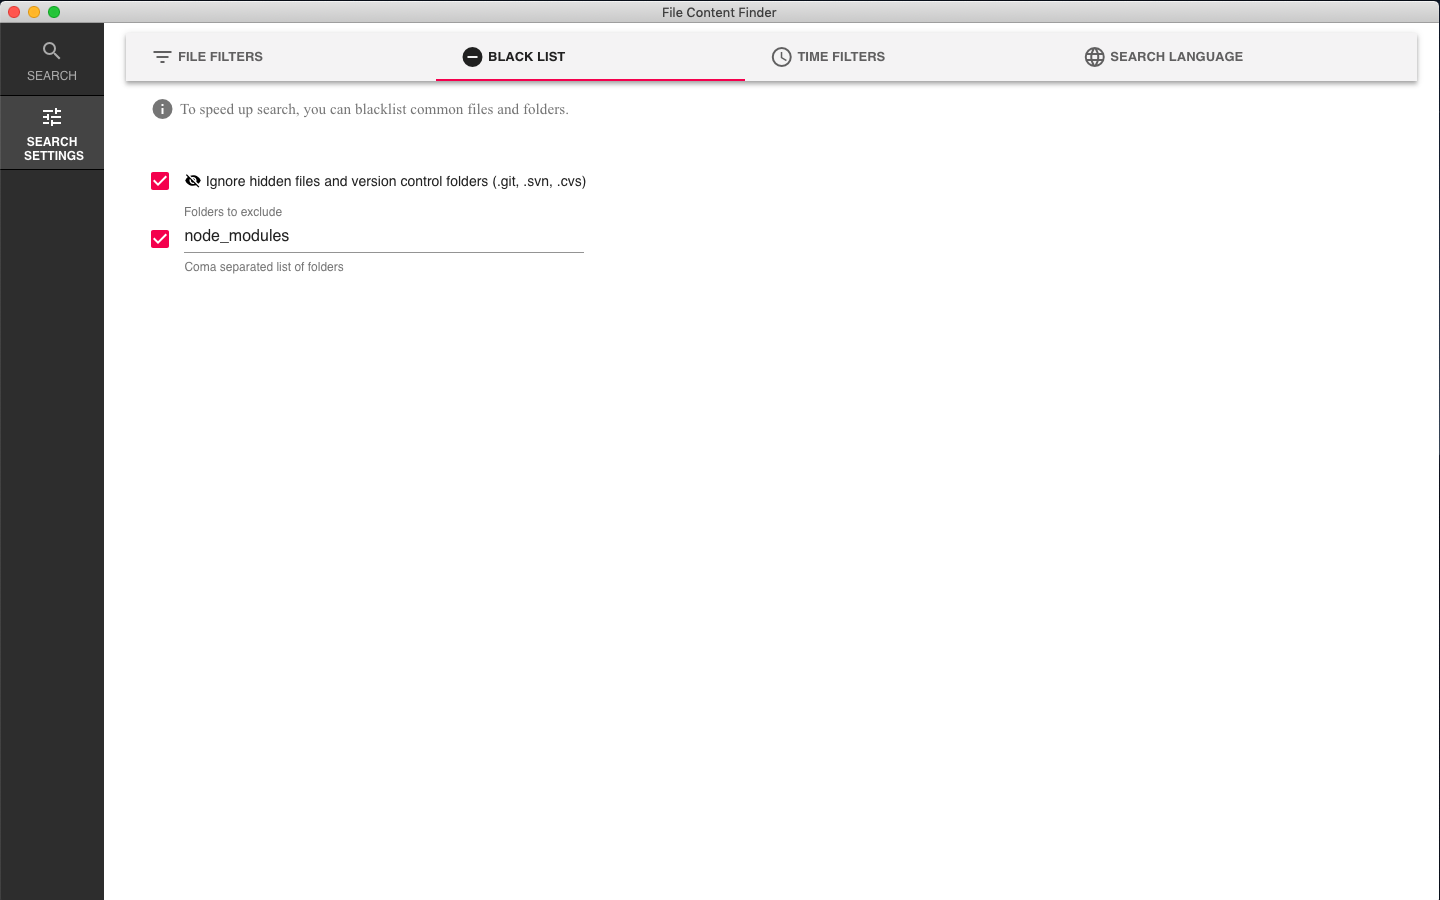 File Content Finder
SEARCH
SEARCH
SETTINGS
FILE FILTERS
BLACK LIST
TIME FILTERS
SEARCH LANGUAGE
To speed up search, you can blacklist common files and folders.
Ignore hidden files and version control folders (.git, .svn, .cvs)
Folders to exclude
node_modules
Coma separated list of folders